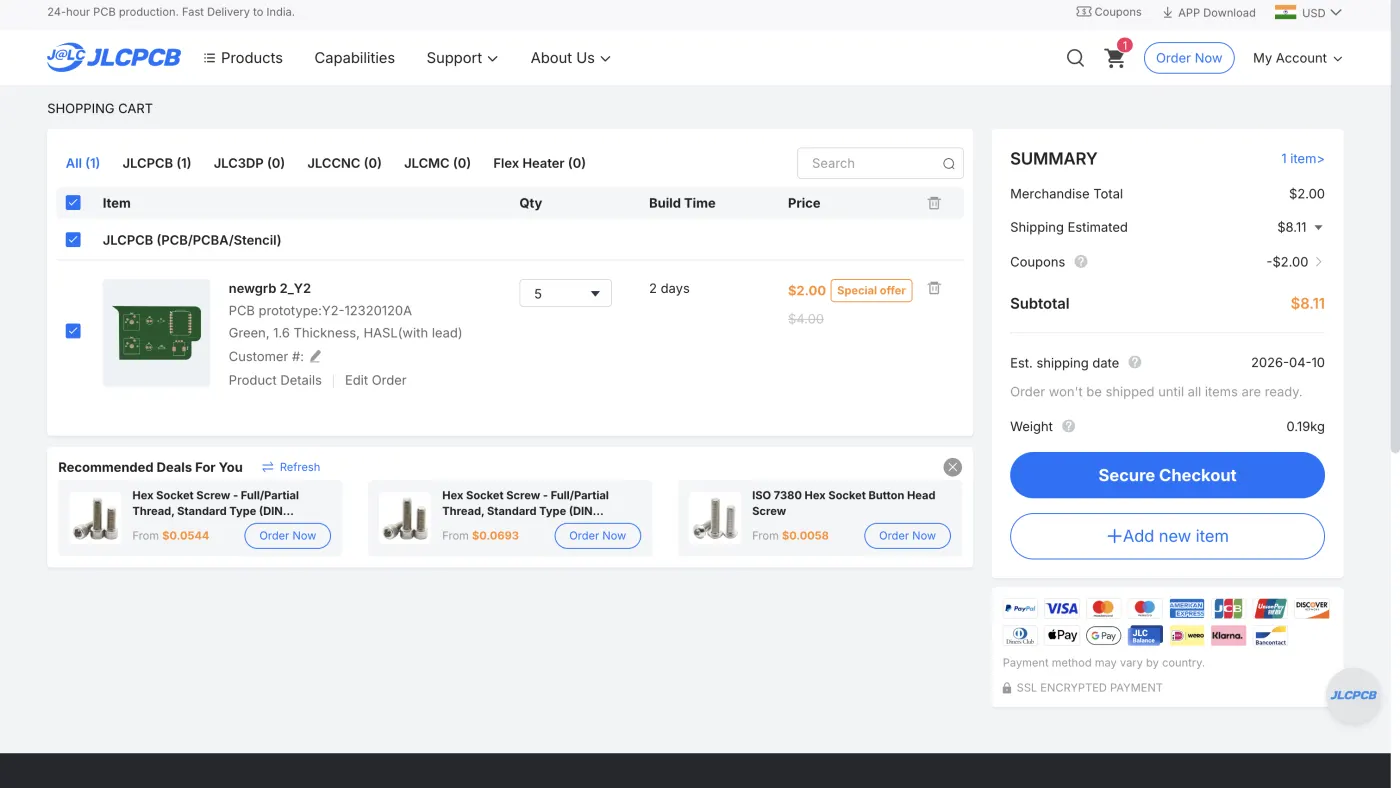 24-hour PCB production. Fast Delivery to India.
Coupons
APP Download
USD
J@LC JLCPCB
Products
Capabilities
Support
About Us
1
Order Now
My Account
SHOPPING CART
All (1)
JLCPCB (1)
JLC3DP (0)
JLCCNC (0)
JLCMC (0)
Flex Heater (0)
Search
Item
Qty
Build Time
Price
JLCPCB (PCB/PCBA/Stencil)
newgrb 2_Y2
PCB prototype:Y2-12320120A
Green, 1.6 Thickness, HASL(with lead)
Customer #:
Product Details
Edit Order
5
2 days
$2.00
Special offer
$4.00
Recommended Deals For You
Refresh
Hex Socket Screw - Full/Partial
Thread, Standard Type (DIN...
From $0.0544
Order Now
Hex Socket Screw - Full/Partial
Thread, Standard Type (DIN...
From $0.0693
Order Now
ISO 7380 Hex Socket Button Head
Screw
From $0.0058
Order Now
SUMMARY
1 item>
Merchandise Total
$2.00
Shipping Estimated
$8.11
Coupons ?
-$2.00
Subtotal
$8.11
Est. shipping date ?
2026-04-10
Order won't be shipped until all items are ready.
Weight ?
0.19kg
Secure Checkout
+Add new item
PayPal
VISA
AMERICAN
EXPRESS
JCB
UnionPay
DISCOVER
Diners Club
Pay
G Pay
JLC
Balance
wero
Klarna.
Bancontact
Payment method may vary by country.
SSL ENCRYPTED PAYMENT
JLCPCB